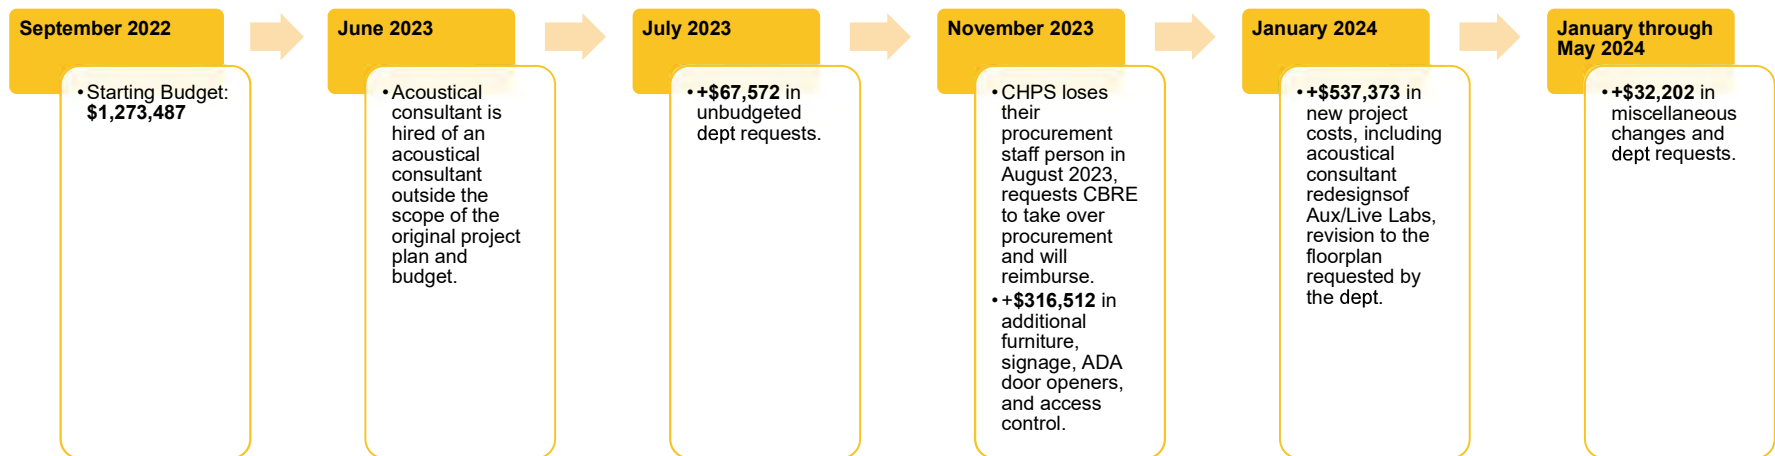 September 2022
• Starting Budget:
$1,273,487
June 2023
• Acoustical
consultant is
hired of an
acoustical
consultant
outside the
scope of the
original project
plan and
budget.
July 2023
• +$67,572 in
unbudgeted
dept requests.
November 2023
• CHPS loses
their
procurement
staff person in
August 2023,
requests CBRE
to take over
procurement
and will
reimburse.
• +$316,512 in
additional
furniture,
signage, ADA
door openers,
and access
control.
January 2024
• +$537,373 in
new project
costs, including
acoustical
consultant
redesignsof
Aux/Live Labs,
revision to the
floorplan
requested by
the dept.
January through
May 2024
• +$32,202 in
miscellaneous
changes and
dept requests.